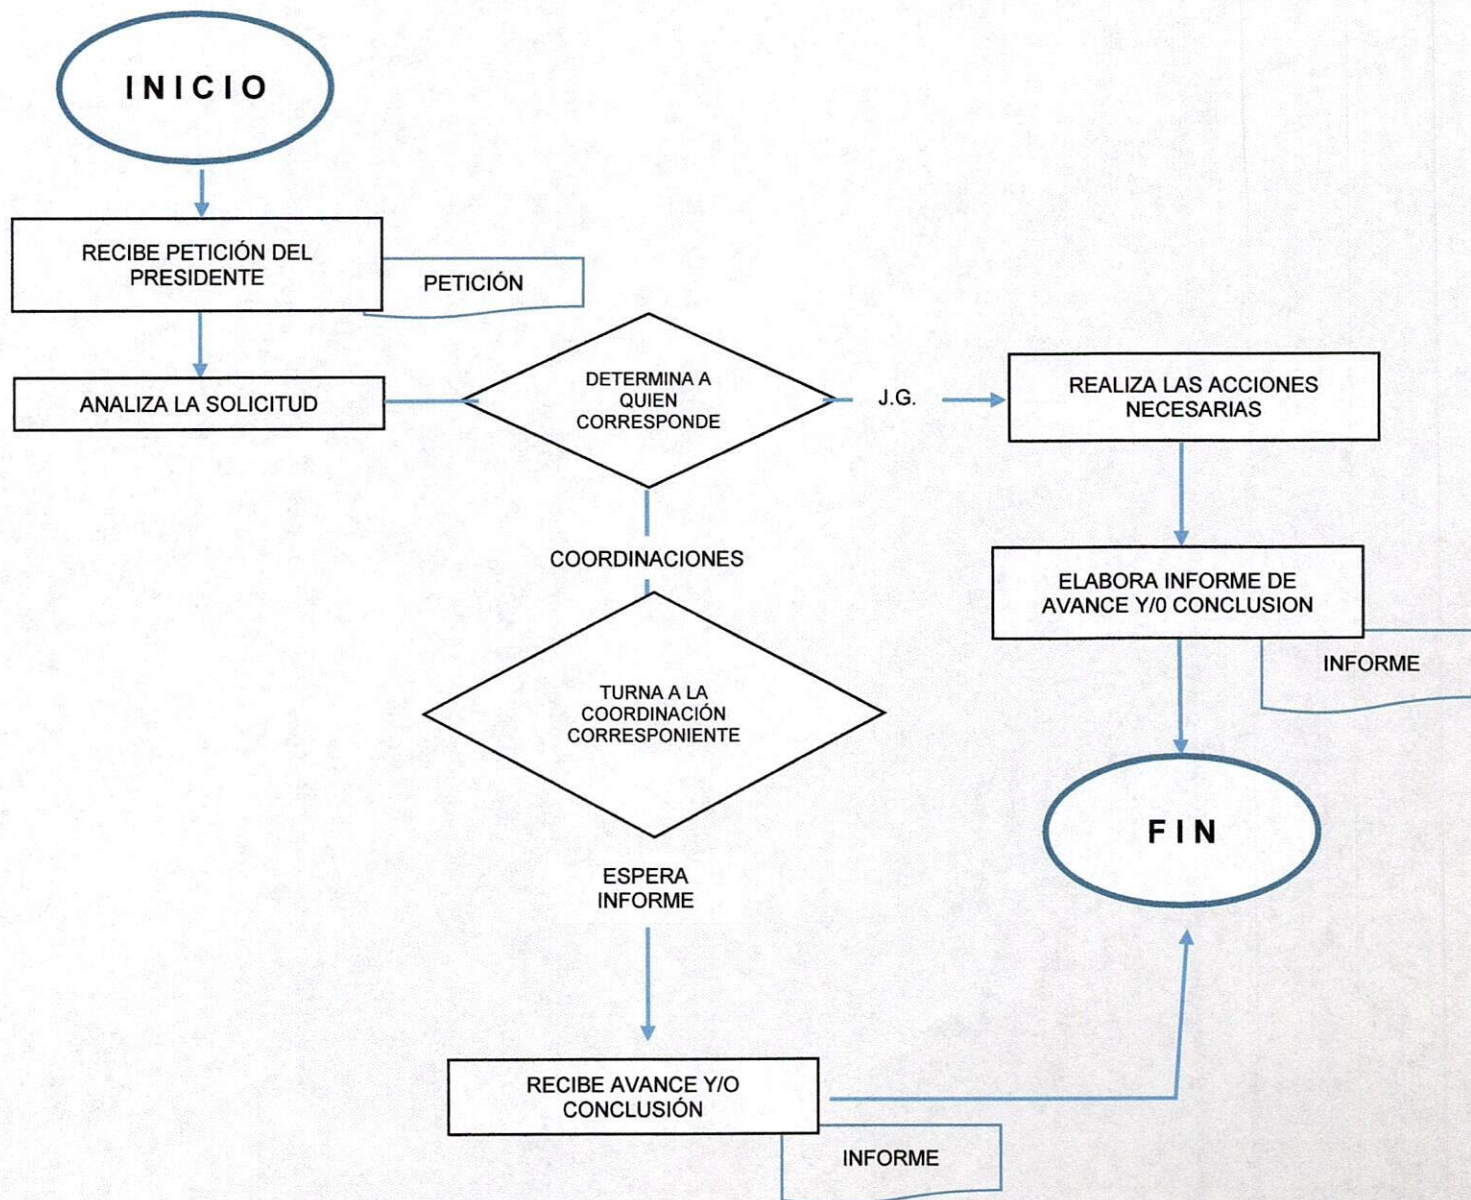 INICIO
RECIBE PETICIÓN DEL
PRESIDENTE
PETICIÓN
ANALIZA LA SOLICITUD
DETERMINA A
QUIEN
CORRESPONDE
J.G.
REALIZA LAS ACCIONES
NECESARIAS
COORDINACIONES
ELABORA INFORME DE
AVANCE Y/0 CONCLUSION
INFORME
TURNA A LA
COORDINACIÓN
CORRESPONIENTE
FIN
ESPERA
INFORME
RECIBE AVANCE Y/O
CONCLUSIÓN
INFORME